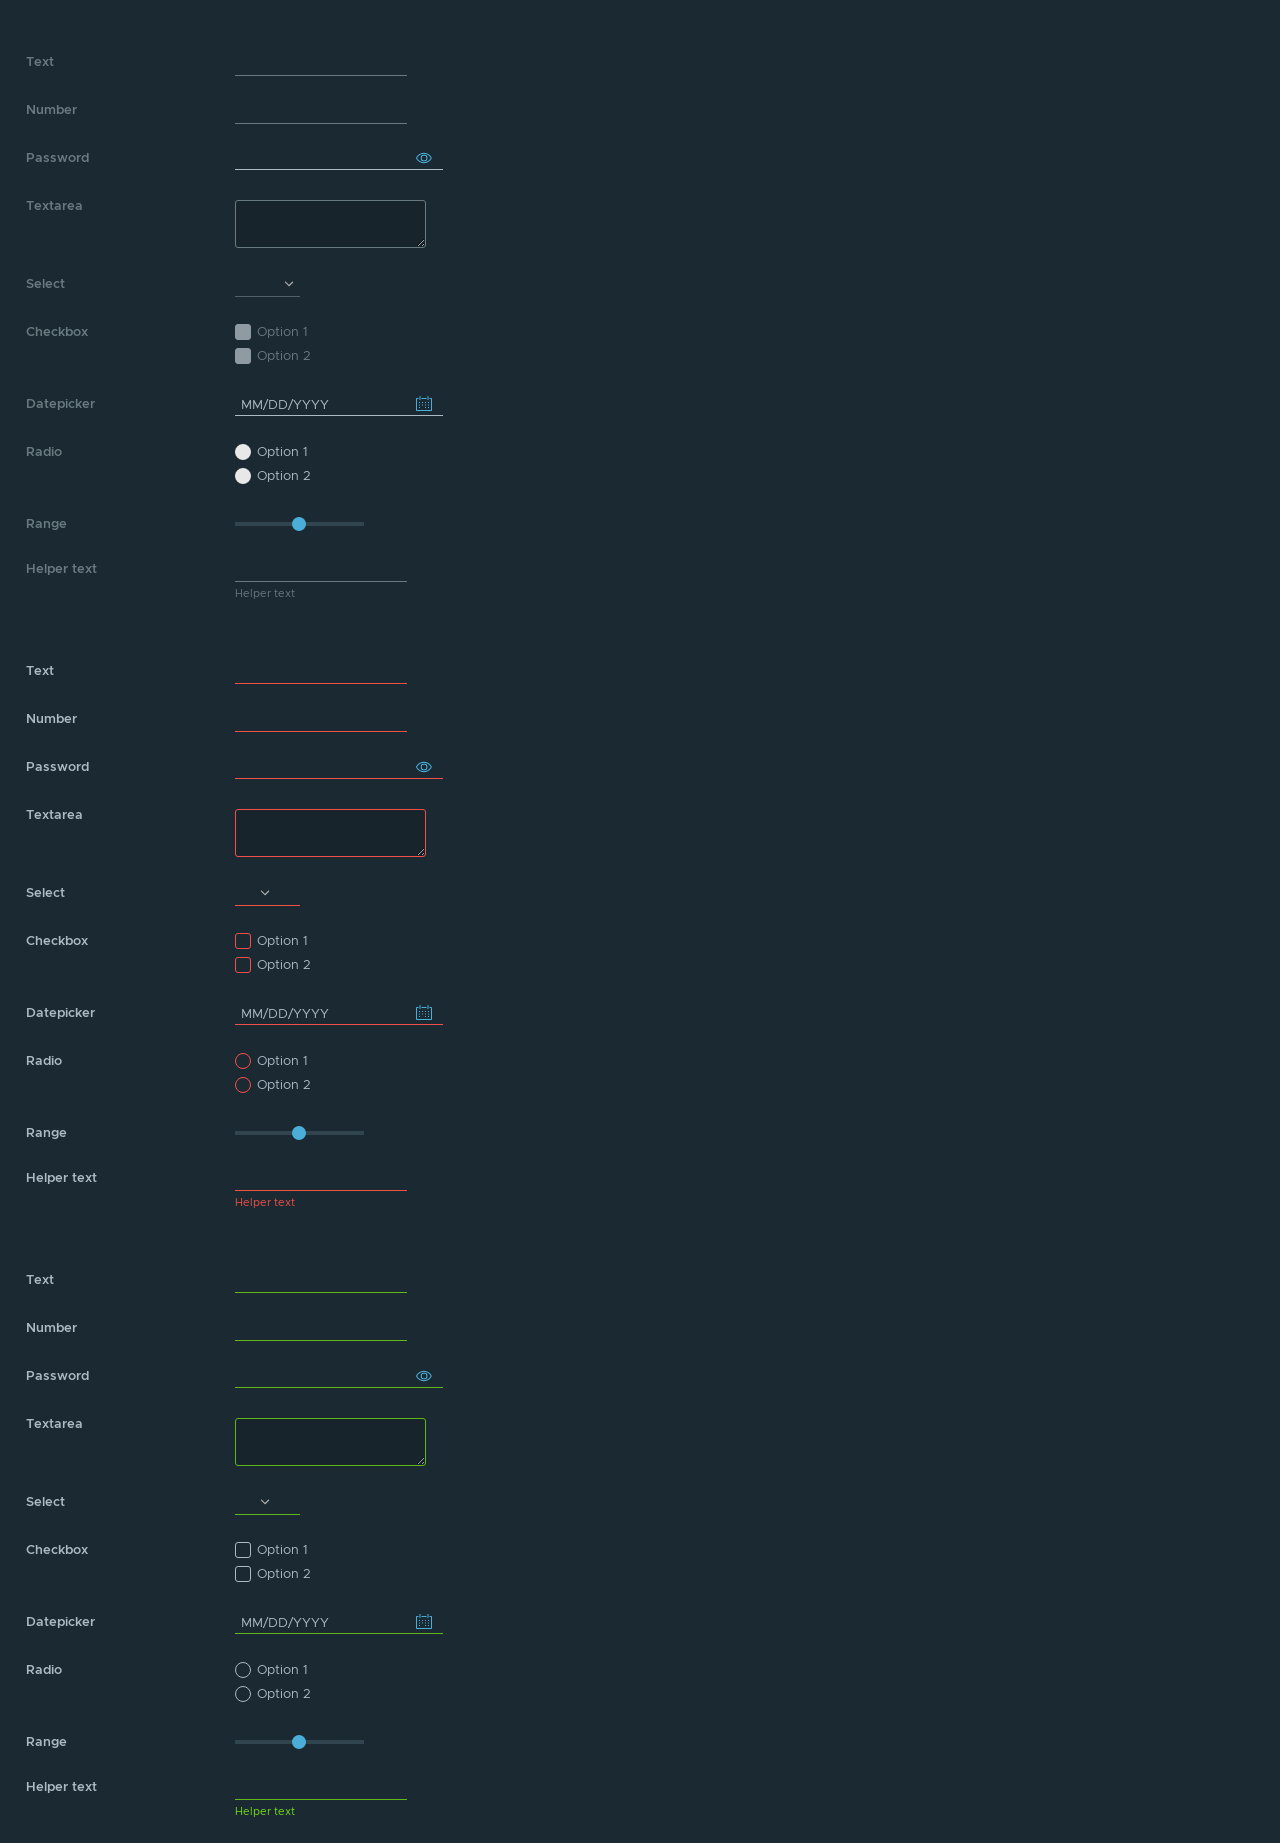 Text
Number
Password
Textarea
Select
Checkbox
Option 1
Option 2
Datepicker
MM/DD/YYYY
Radio
Option 1
Option 2
Range
Helper text
Helper text
Text
Number
Password
Textarea
Select
Checkbox
Option 1
Option 2
Datepicker
MM/DD/YYYY
Radio
Option 1
Option 2
Range
Helper text
Helper text
Text
Number
Password
Textarea
Select
Checkbox
Option 1
Option 2
Datepicker
MM/DD/YYYY
Radio
Option 1
Option 2
Range
Helper text
Helper text